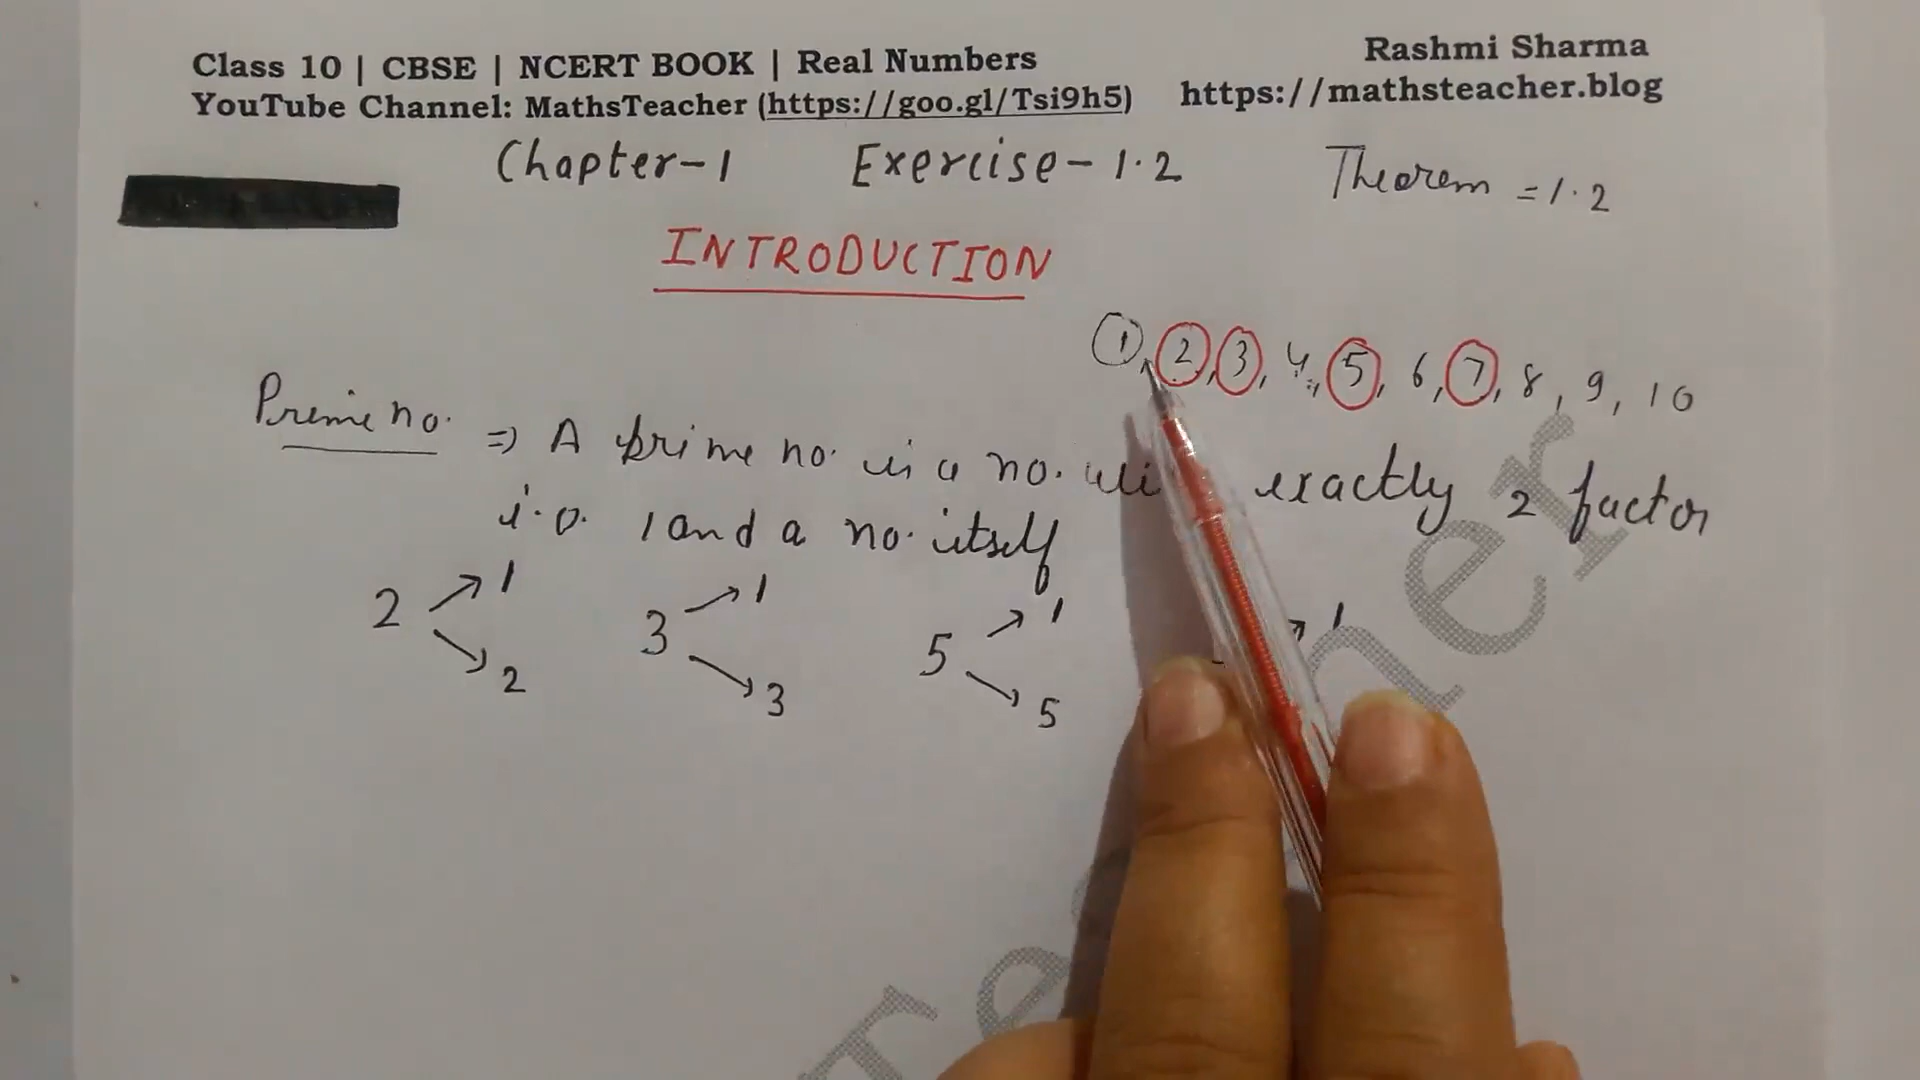 Class 10 | CBSE | NCERT BOOK | Real Numbers
Rashmi Sharma
YouTube Channel: MathsTeacher (https://goo.gl/Tsi9h5)
https://mathsteacher.blog
Chapter-1 Exercise-1.2 Theorem = 1.2
INTRODUCTION
1, 2, 3, 4, 5, 6, 7, 8, 9, 10
Prime no. => A prime no. is a no. exactly 2 factor
1 and a no. itself
2 → 1
→ 2
3 → 1
→ 3
5 → 1
→ 5
1